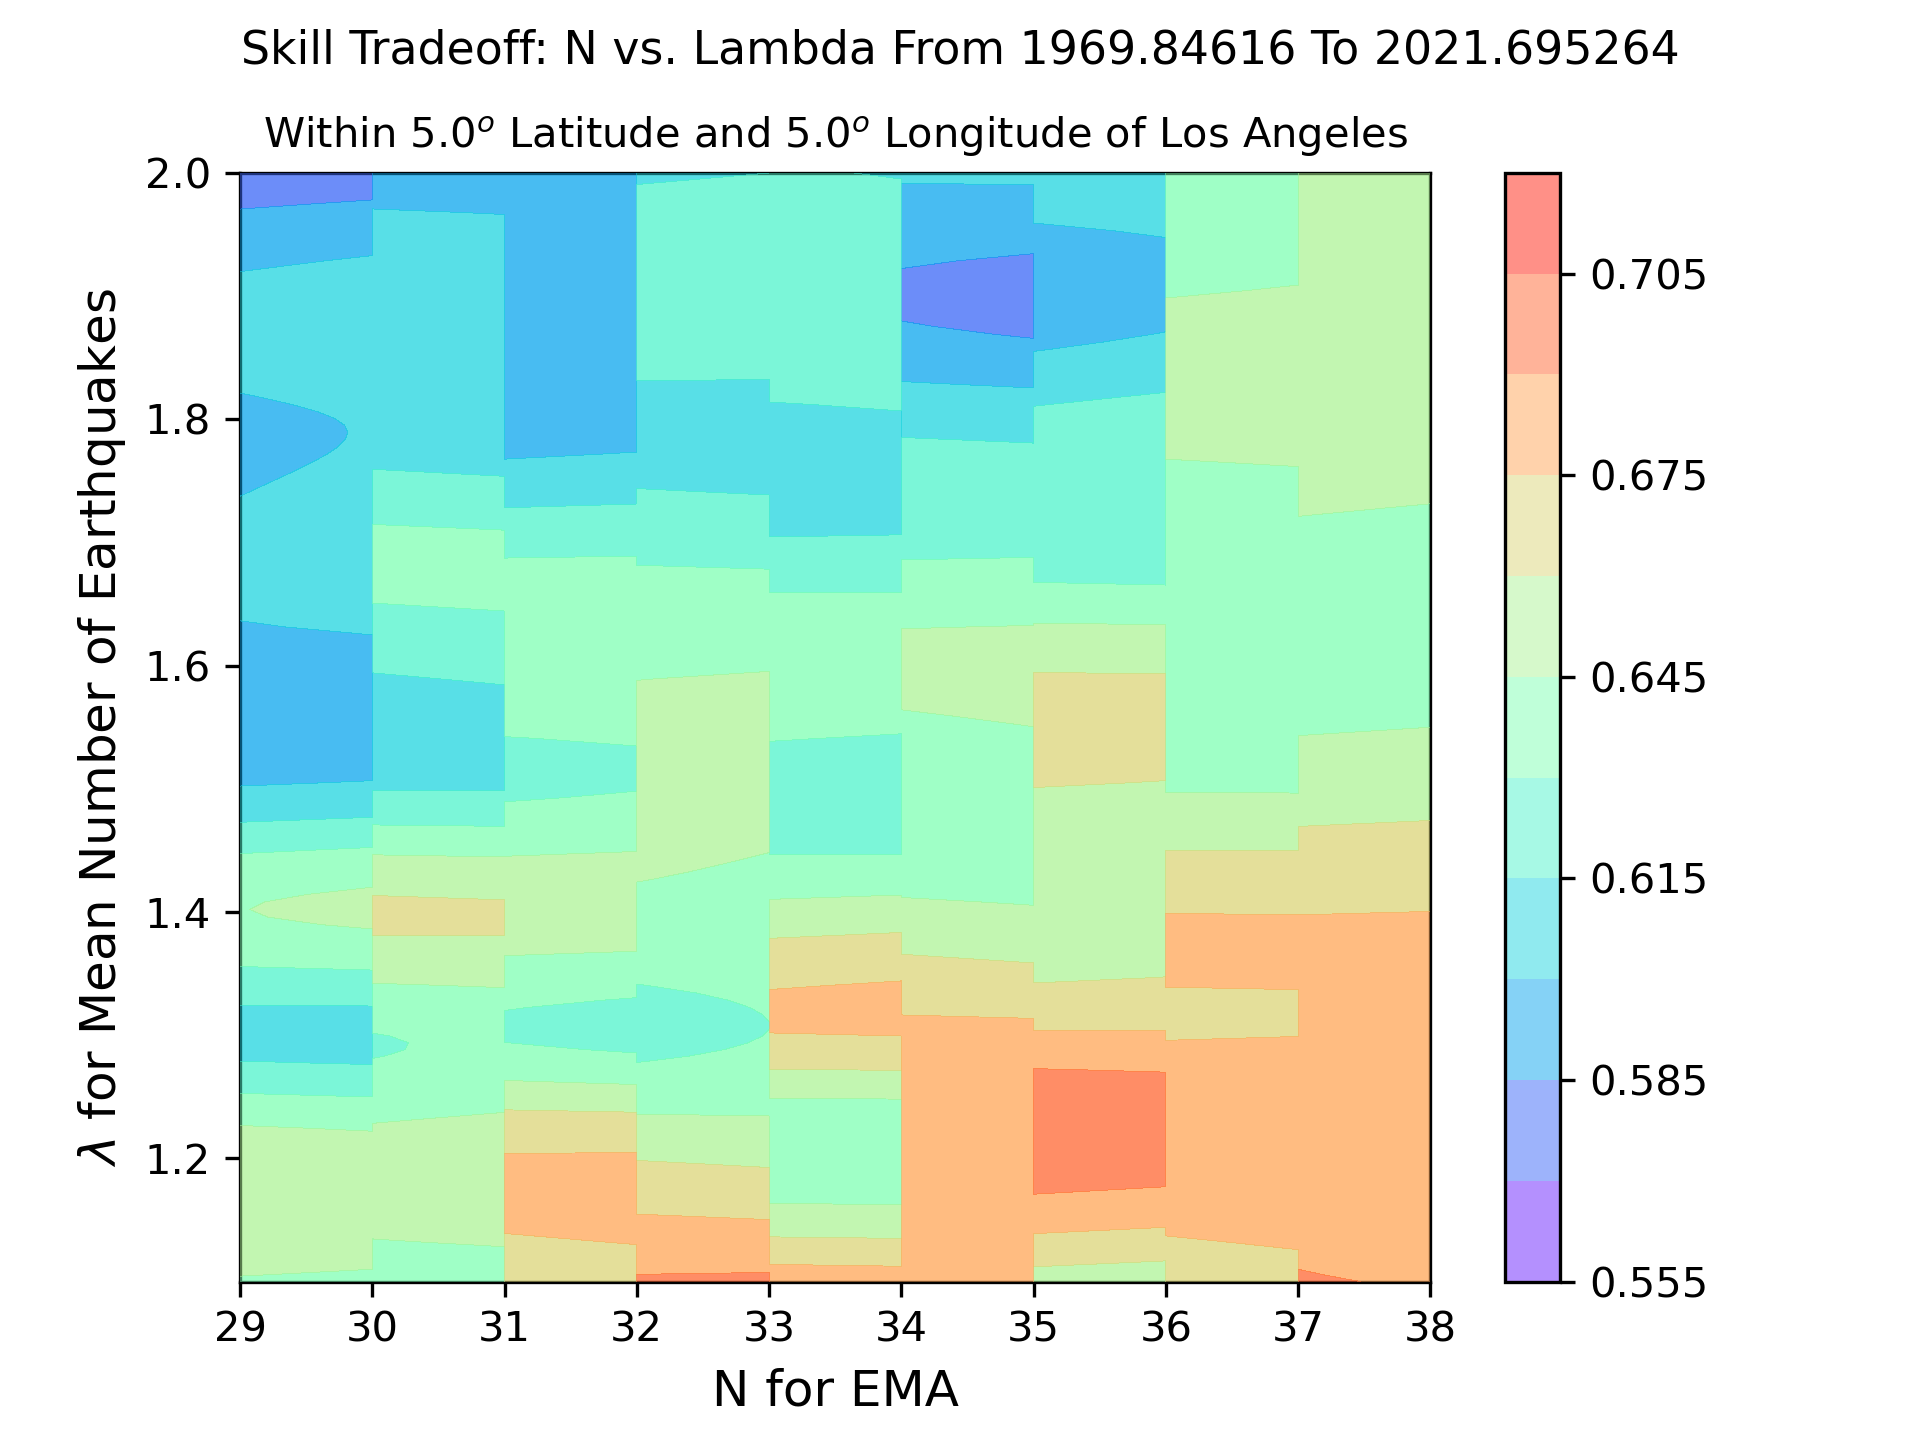 Skill Tradeoff: N vs. Lambda From 1969.84616 To 2021.695264
Within 5.0° Latitude and 5.0° Longitude of Los Angeles
λ for Mean Number of Earthquakes
2.0
1.8
1.6
1.4
1.2
29 30 31 32 33 34 35 36 37 38
N for EMA
0.705
0.675
0.645
0.615
0.585
0.555